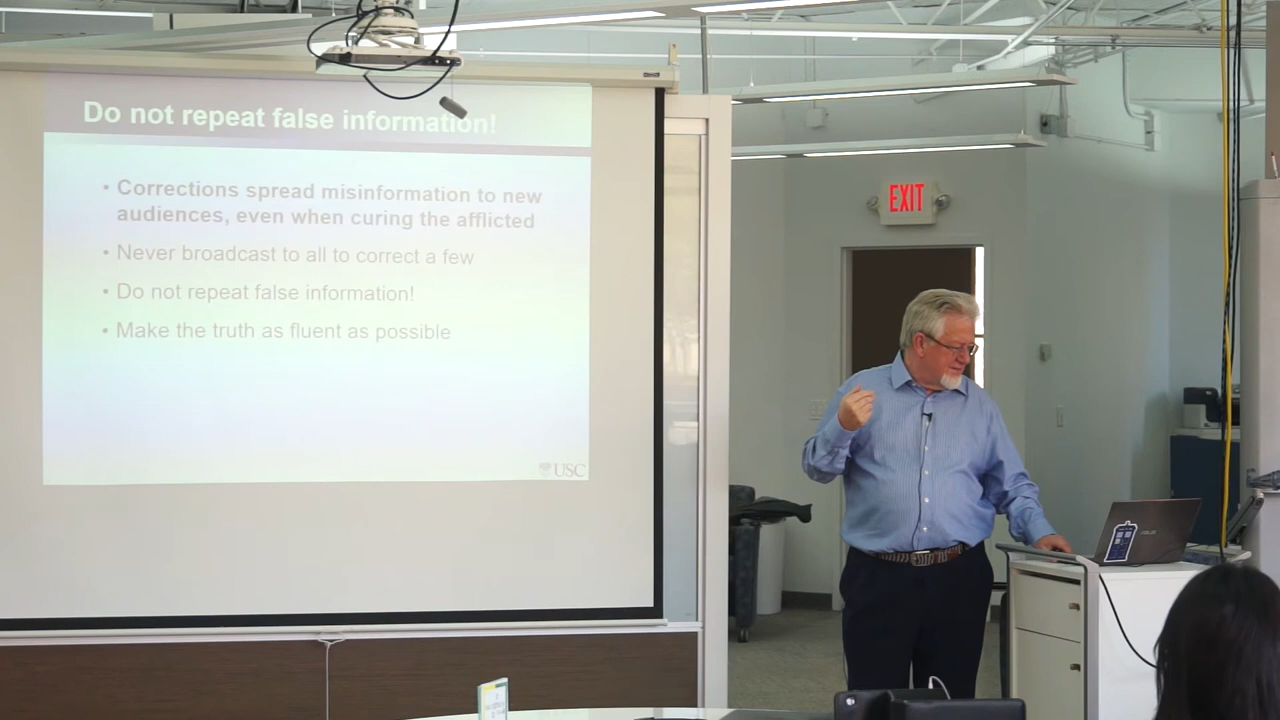 Do not repeat false information!
• Corrections spread misinformation to new
audiences, even when curing the afflicted
• Never broadcast to all to correct a few
• Do not repeat false information!
• Make the truth as fluent as possible
USC
EXIT